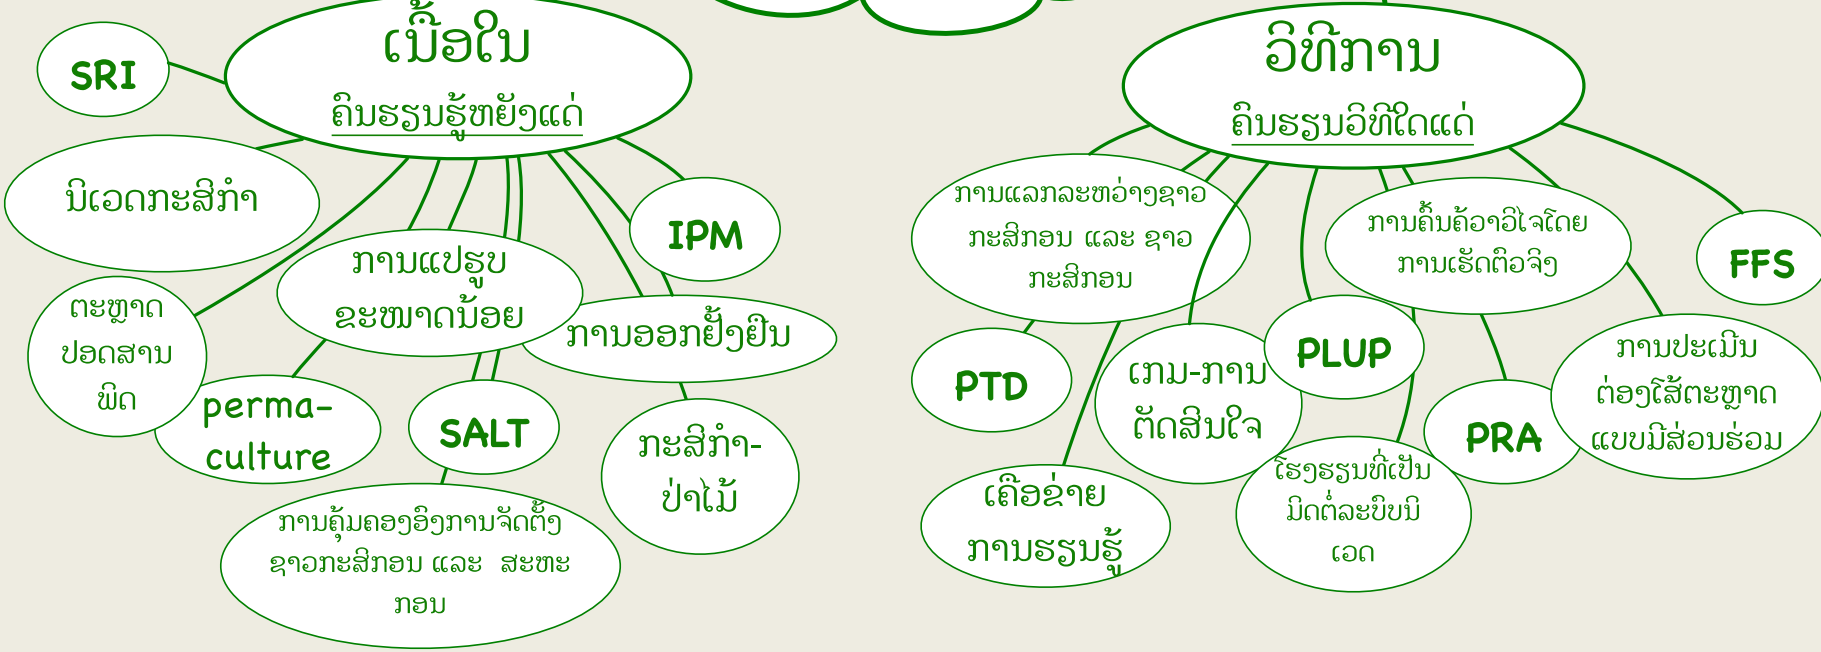 ເນື້ອໃນ
ຄົນຮຽນຮູ້ຫຍັງແດ່
SRI
ນິເວດກະສິກຳ
ຕະຫຼາດ
ປອດສານ
ພິດ
perma-
culture
ການແປຮູບ
ຂະໜາດນ້ອຍ
SALT
ການຄຸ້ມຄອງອົງການຈັດຕັ້ງ
ຊາວກະສິກອນ ແລະ ສະຫະ
ກອນ
IPM
ການອອກຢັ້ງຢືນ
ກະສິກຳ-
ປ່າໄມ້
ວິທີການ
ຄົນຮຽນວິທີໃດແດ່
ການແລກລະຫວ່າງຊາວ
ກະສິກອນ ແລະ ຊາວ
ກະສິກອນ
PTD
ເຄືອຂ່າຍ
ການຮຽນຮູ້
ເກມ-ການ
ຕັດສິນໃຈ
PLUP
ໂຮງຮຽນທີ່ເປັນ
ມິດຕໍ່ລະບົບນິ
ເວດ
ການຄົ້ນຄ້ວາວິໄຈໂດຍ
ການເຮັດຕົວຈິງ
PRA
ການປະເມີນ
ຕ່ອງໂສ້ຕະຫຼາດ
ແບບມີສ່ວນຮ່ວມ
FFS